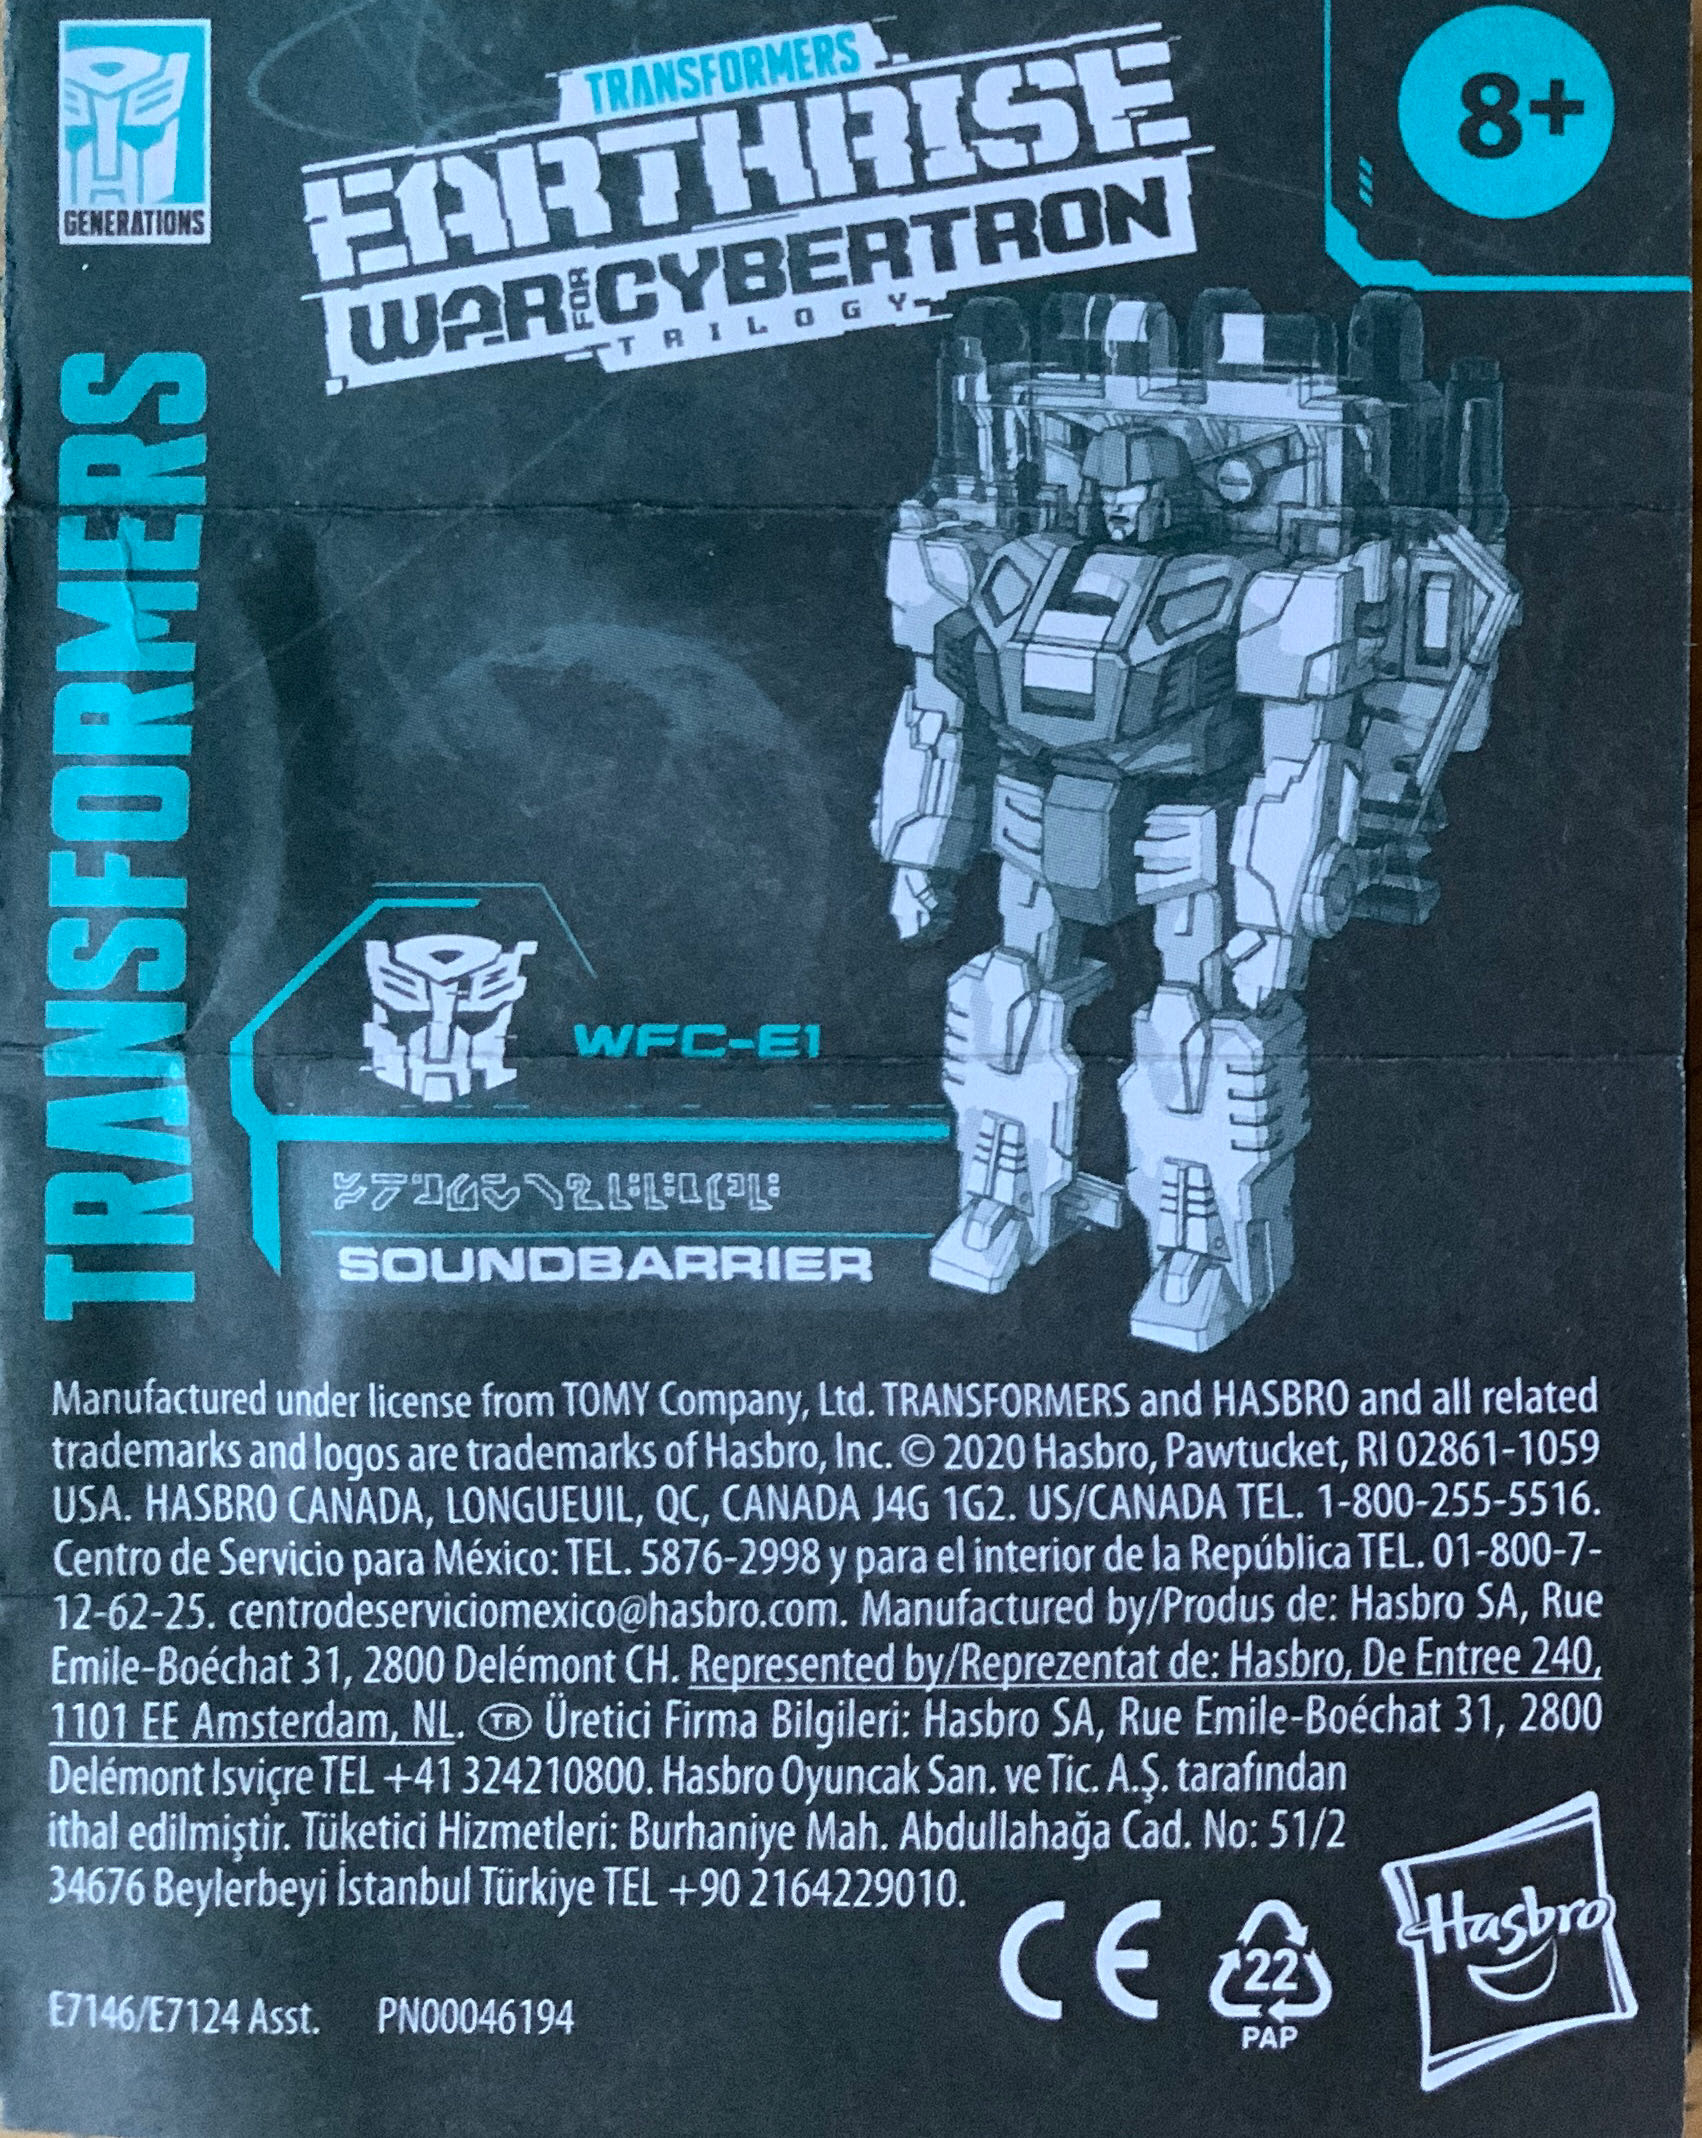 GENERATIONS
TRANSFORMERS
EARTHRISE
WAR FOR CYBERTRON
TRILOGY
8+
TRANSFORMERS
WFC-E1
SOUNDBARRIER
Manufactured under license from TOMY Company, Ltd. TRANSFORMERS and HASBRO and all related
trademarks and logos are trademarks of Hasbro, Inc. © 2020 Hasbro, Pawtucket, RI 02861-1059
USA. HASBRO CANADA, LONGUEUIL, QC, CANADA J4G 1G2. US/CANADA TEL. 1-800-255-5516.
Centro de Servicio para México: TEL. 5876-2998 y para el interior de la República TEL. 01-800-7-
12-62-25. centrodeserviciomexico@hasbro.com. Manufactured by/Produs de: Hasbro SA, Rue
Emile-Boéchat 31, 2800 Delémont CH. Represented by/Reprezentat de: Hasbro, De Entree 240,
1101 EE Amsterdam, NL. TR Üretici Firma Bilgileri: Hasbro SA, Rue Emile-Boéchat 31, 2800
Delémont Isviçre TEL +41 324210800. Hasbro Oyuncak San. ve Tic. A.Ş. tarafından
ithal edilmiştir. Tüketici Hizmetleri: Burhaniye Mah. Abdullahağa Cad. No: 51/2
34676 Beylerbeyi İstanbul Türkiye TEL +90 2164229010.
CE
22
PAP
Hasbro
E7146/E7124 Asst. PN00046194